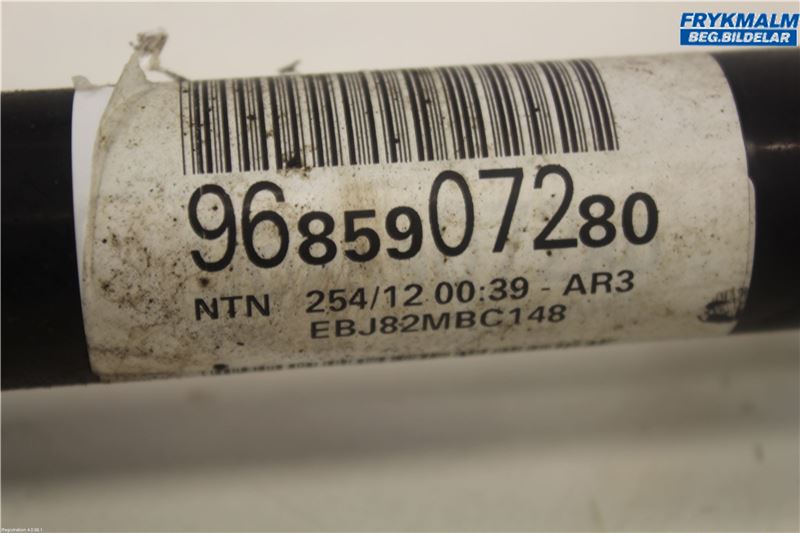 FRYKMALM
BEG.BILDELAR
9685907280
NTN 254/12 00:39 - AR3
EBJ82MBC148